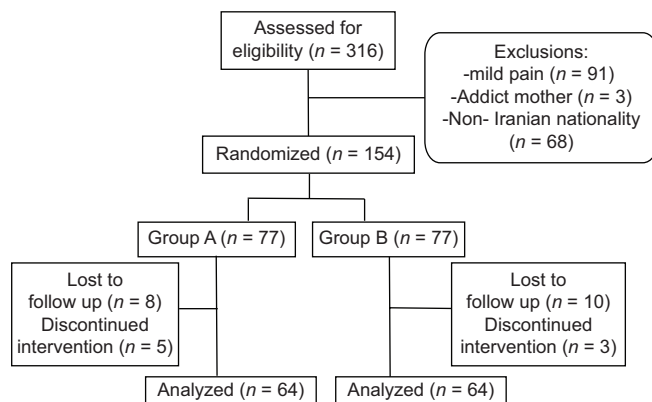 Assessed for
eligibility (n = 316)
Exclusions:
-mild pain (n = 91)
-Addict mother (n = 3)
-Non- Iranian nationality
(n = 68)
Randomized (n = 154)
Group A (n = 77)
Group B (n = 77)
Lost to
follow up (n = 8)
Discontinued
intervention (n = 5)
Lost to
follow up (n = 10)
Discontinued
intervention (n = 3)
Analyzed (n = 64)
Analyzed (n = 64)